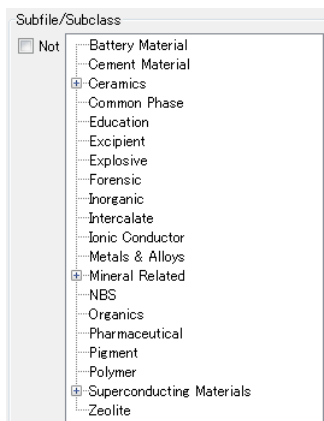 Subfile/Subclass
Not
Battery Material
Cement Material
Ceramics
Common Phase
Education
Excipient
Explosive
Forensic
Inorganic
Intercalate
Ionic Conductor
Metals & Alloys
Mineral Related
NBS
Organics
Pharmaceutical
Pigment
Polymer
Superconducting Materials
Zeolite